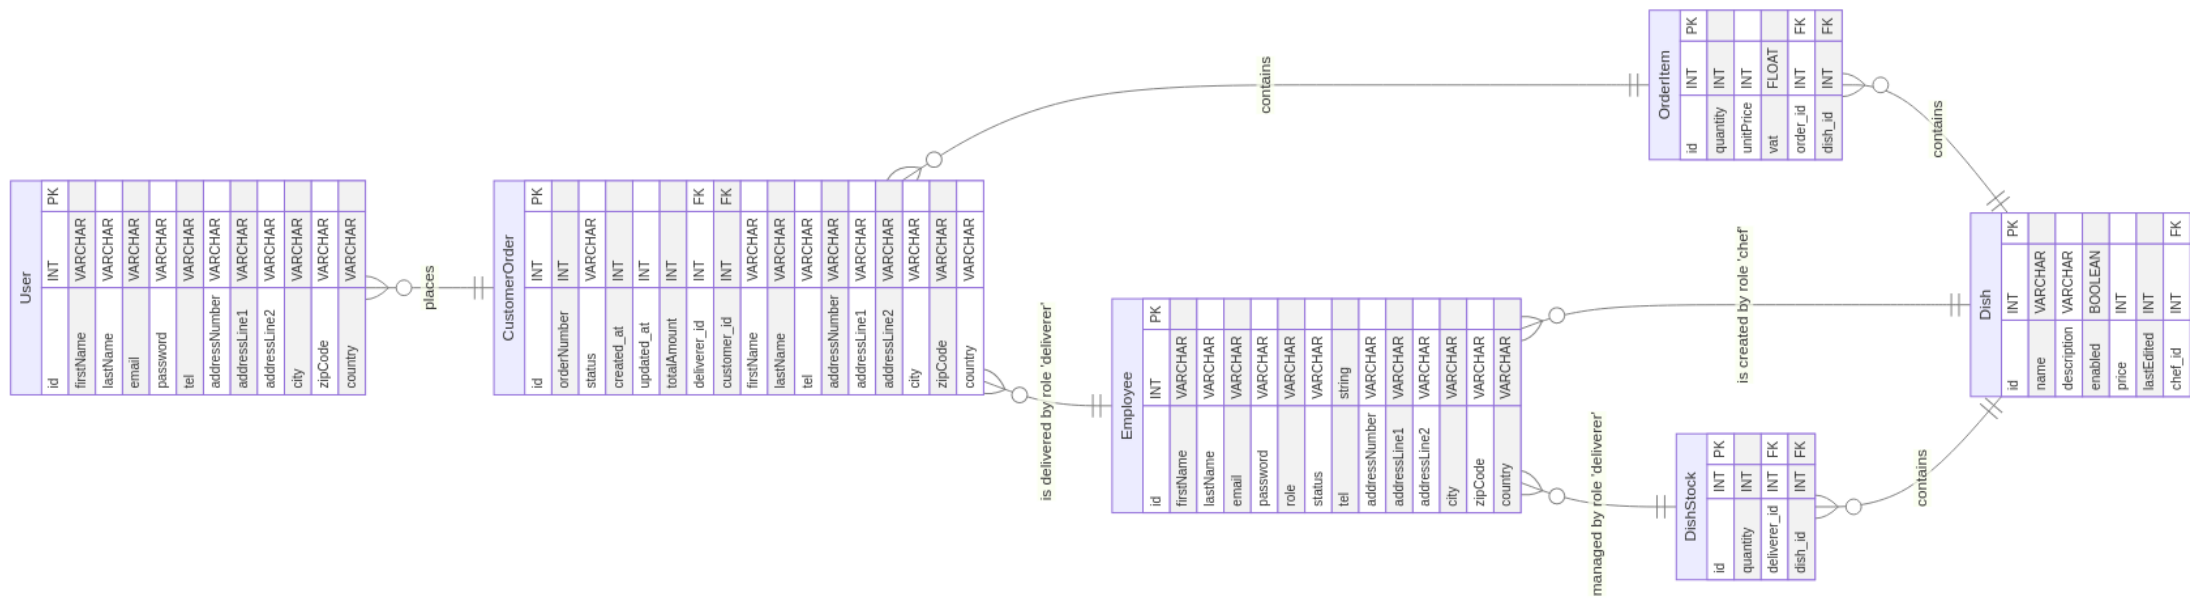 User
id INT PK
firstName VARCHAR
lastName VARCHAR
email VARCHAR
password VARCHAR
tel VARCHAR
addressNumber VARCHAR
addressLine1 VARCHAR
addressLine2 VARCHAR
city VARCHAR
zipCode VARCHAR
country VARCHAR
places
CustomerOrder
id INT PK
orderNumber INT
status VARCHAR
created_at INT
updated_at INT
totalAmount INT
deliverer_id INT FK
customer_id INT FK
firstName VARCHAR
lastName VARCHAR
tel VARCHAR
addressNumber VARCHAR
addressLine1 VARCHAR
addressLine2 VARCHAR
city VARCHAR
zipCode VARCHAR
country VARCHAR
is delivered by role 'deliverer'
contains
Employee
id INT PK
firstName VARCHAR
lastName VARCHAR
email VARCHAR
password VARCHAR
role VARCHAR
status VARCHAR
tel string
addressNumber VARCHAR
addressLine1 VARCHAR
addressLine2 VARCHAR
city VARCHAR
zipCode VARCHAR
country VARCHAR
managed by role 'deliverer'
is created by role 'chef'
OrderItem
id INT PK
quantity INT
unitPrice INT
vat FLOAT
order_id INT FK
dish_id INT FK
contains
DishStock
id INT PK
quantity INT
deliverer_id INT FK
dish_id INT FK
contains
Dish
id INT PK
name VARCHAR
description VARCHAR
enabled BOOLEAN
price INT
lastEdited INT
chef_id INT FK